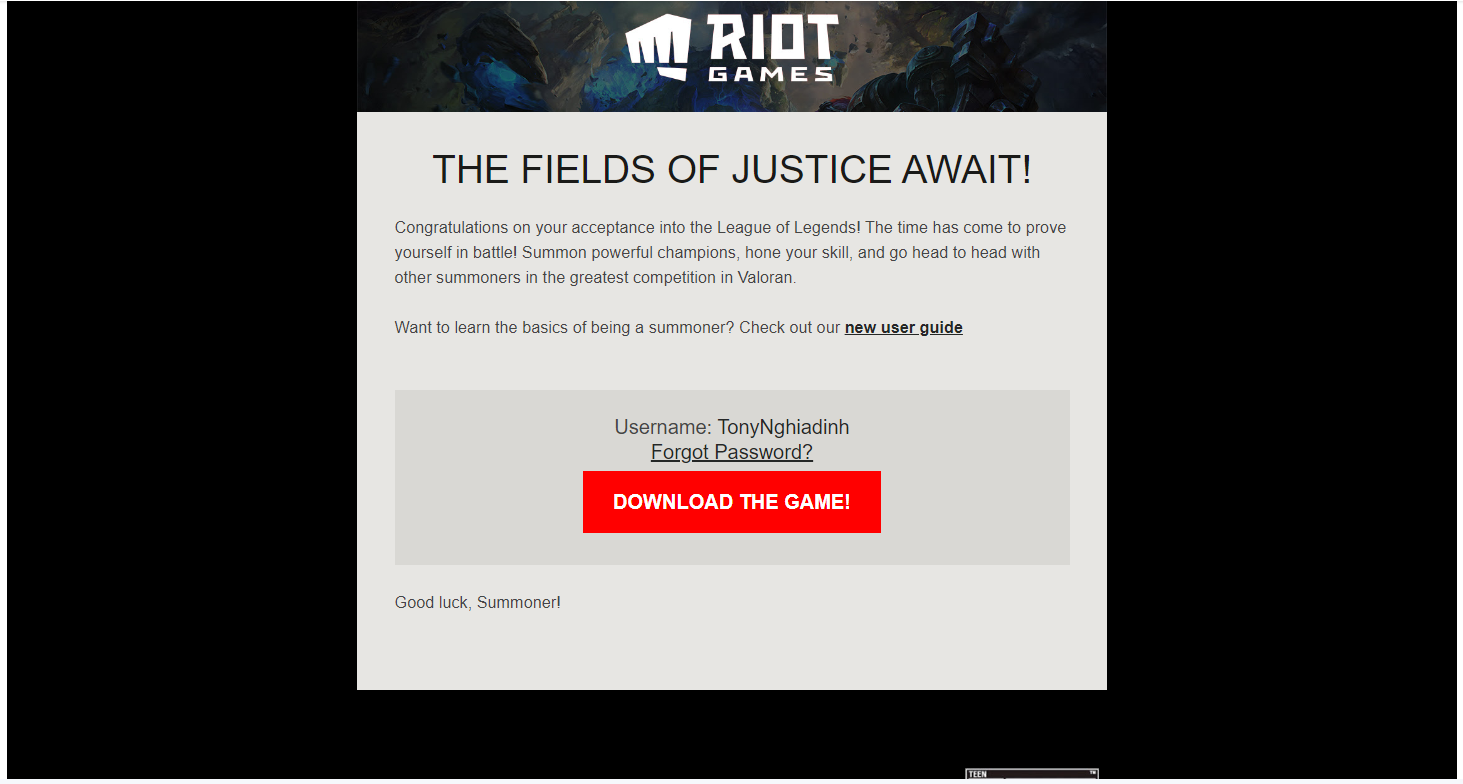 RIOT
GAMES
THE FIELDS OF JUSTICE AWAIT!
Congratulations on your acceptance into the League of Legends! The time has come to prove
yourself in battle! Summon powerful champions, hone your skill, and go head to head with
other summoners in the greatest competition in Valoran.
Want to learn the basics of being a summoner? Check out our new user guide
Username: TonyNghiadinh
Forgot Password?
DOWNLOAD THE GAME!
Good luck, Summoner!
TEEN ™